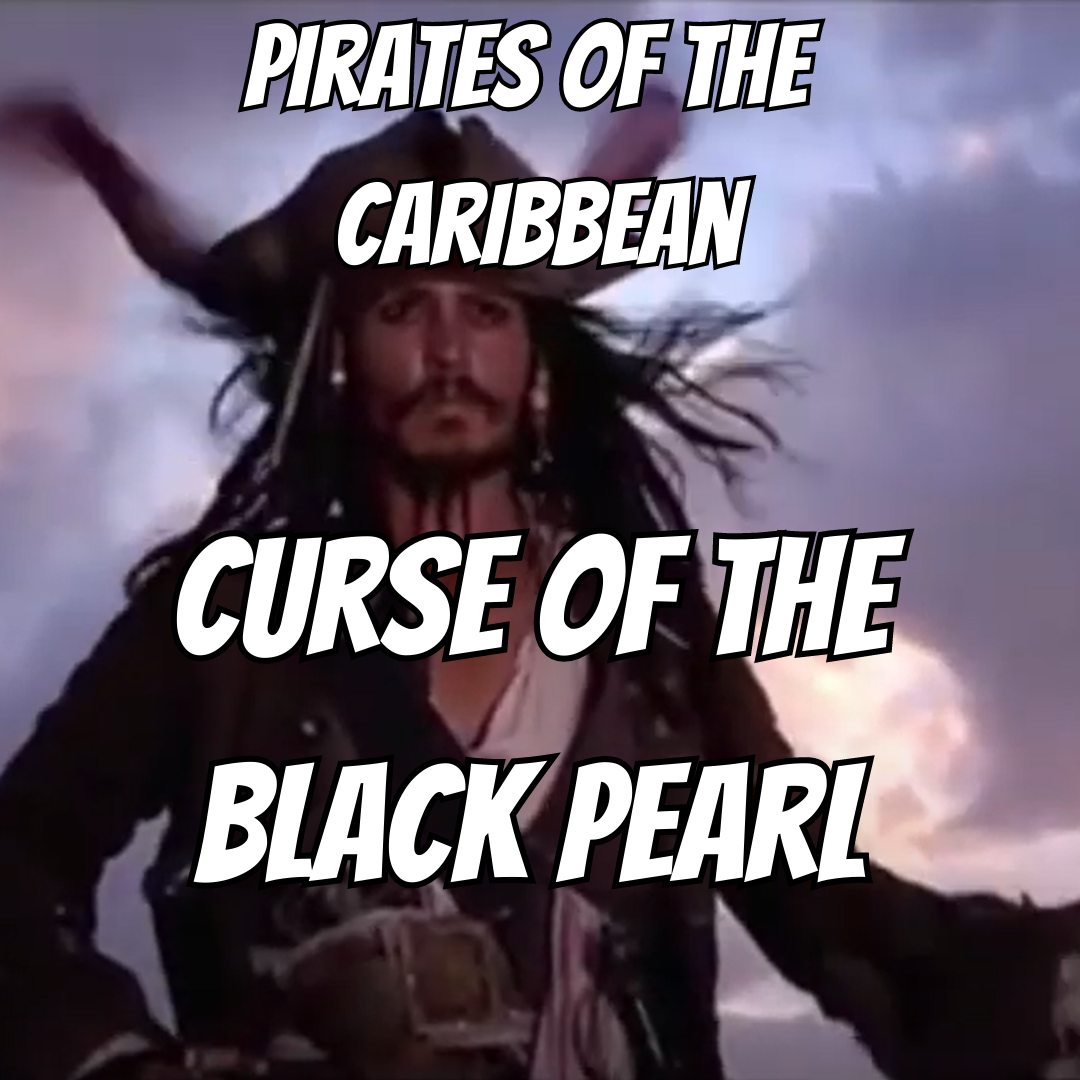 PIRATES OF THE
CARIBBEAN
CURSE OF THE
BLACK PEARL